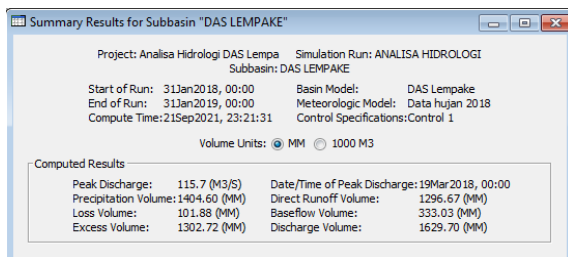 Summary Results for Subbasin "DAS LEMPAKE"
Project: Analisa Hidrologi DAS Lempa Simulation Run: ANALISA HIDROLOGI
Subbasin: DAS LEMPAKE
Start of Run: 31Jan2018, 00:00 Basin Model: DAS Lempake
End of Run: 31Jan2019, 00:00 Meteorologic Model: Data hujan 2018
Compute Time:21Sep2021, 23:21:31 Control Specifications:Control 1
Volume Units: MM 1000 M3
Computed Results
Peak Discharge: 115.7 (M3/S) Date/Time of Peak Discharge:19Mar2018, 00:00
Precipitation Volume:1404.60 (MM) Direct Runoff Volume: 1296.67 (MM)
Loss Volume: 101.88 (MM) Baseflow Volume: 333.03 (MM)
Excess Volume: 1302.72 (MM) Discharge Volume: 1629.70 (MM)